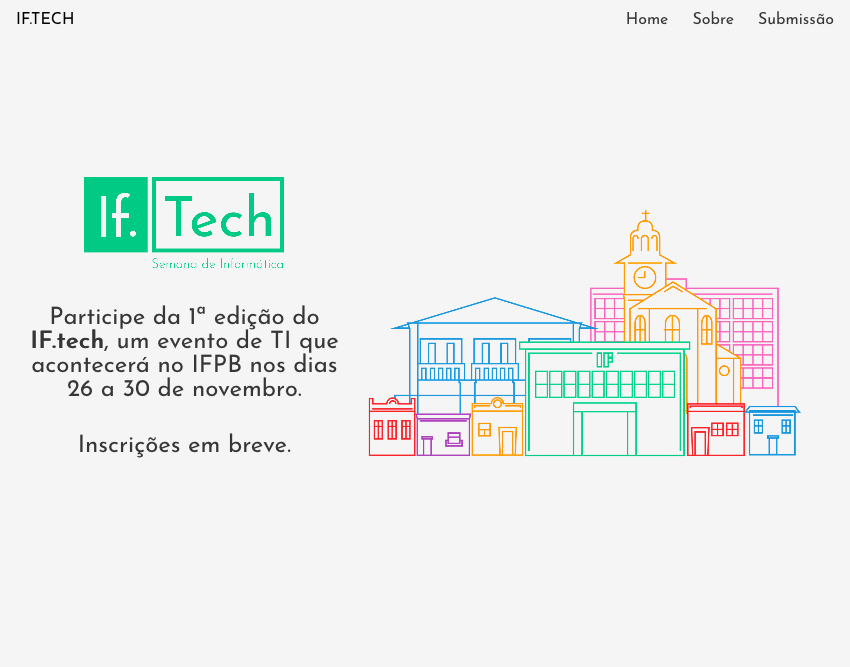 IF.TECH
Home Sobre Submissão
If. Tech
Semana de Informática
Participe da 1ª edição do
IF.tech, um evento de TI que
acontecerá no IFPB nos dias
26 a 30 de novembro.
Inscrições em breve.